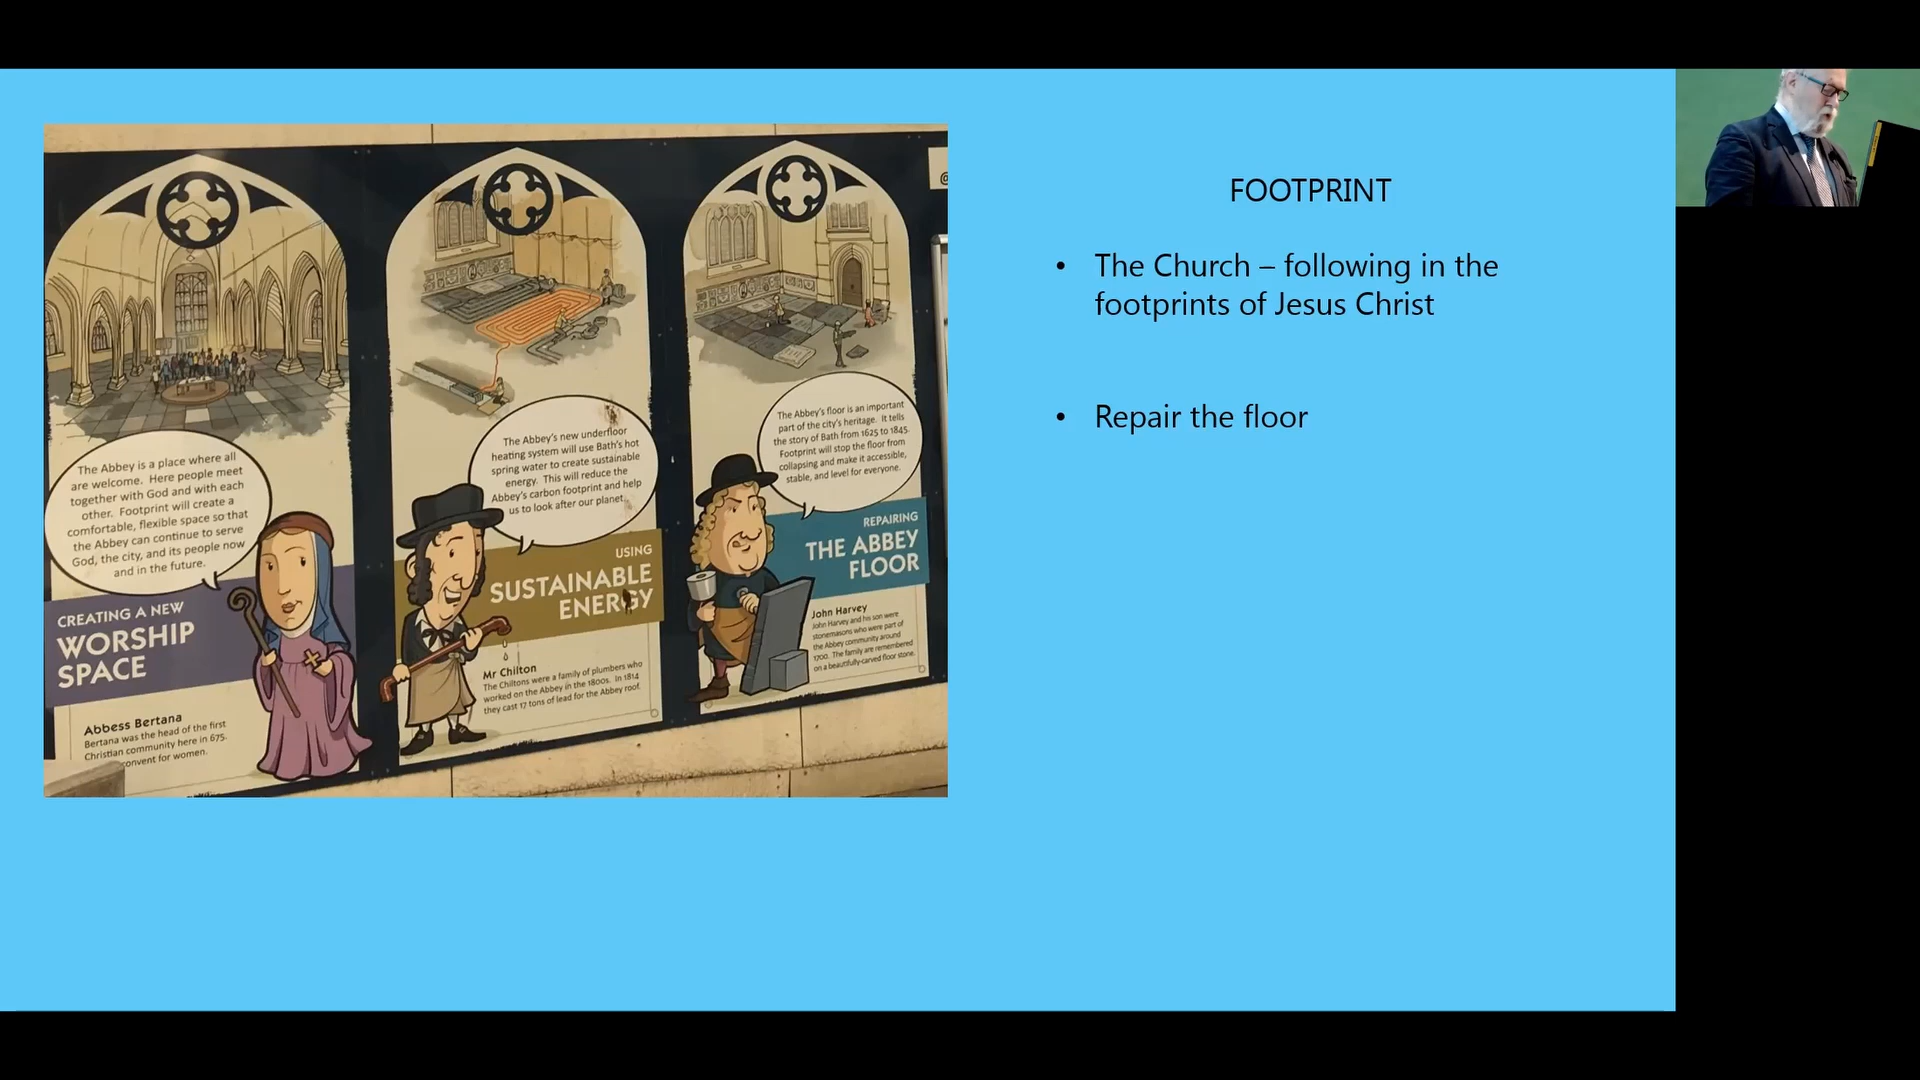 The Abbey is a place where all
are welcome. Here people meet
together with God and with each
other. Footprint will create a
comfortable, flexible space so that
the Abbey can continue to serve
God, the city, and its people now
and in the future.
CREATING A NEW
WORSHIP
SPACE
Abbess Bertana
Bertana was the head of the first
Christian community here in 675.
convent for women.
The Abbey's new underfloor
heating system will use Bath's hot
spring water to create sustainable
energy. This will reduce the
Abbey's carbon footprint and help
us to look after our planet.
USING
SUSTAINABLE
ENERGY
Mr Chilton
The Chiltons were a family of plumbers who
worked on the Abbey in the 1800s. In 1814
they cast 17 tons of lead for the Abbey roof.
The Abbey's floor is an important
part of the city's heritage. It tells
the story of Bath from 1625 to 1845.
Footprint will stop the floor from
collapsing and make it accessible,
stable, and level for everyone.
REPAIRING
THE ABBEY
FLOOR
John Harvey
John Harvey and his son were
stonemasons who were part of
the Abbey community around
1700. The family are remembered
on a beautifully-carved floor stone.
@
FOOTPRINT
• The Church – following in the
footprints of Jesus Christ
• Repair the floor